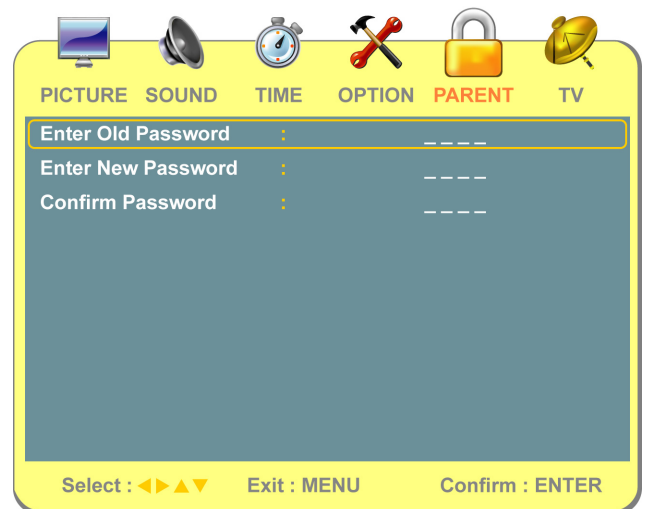 PICTURE SOUND TIME OPTION PARENT TV
Enter Old Password : _ _ _ _
Enter New Password : _ _ _ _
Confirm Password : _ _ _ _
Select : ◀▶▲▼ Exit : MENU Confirm : ENTER